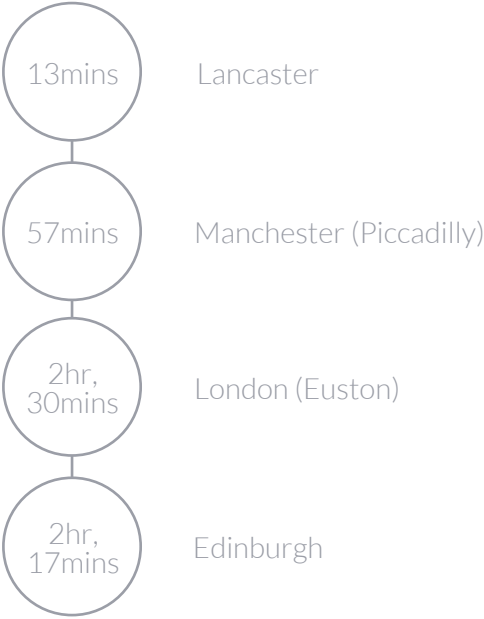 13mins
Lancaster
57mins
Manchester (Piccadilly)
2hr,
30mins
London (Euston)
2hr,
17mins
Edinburgh